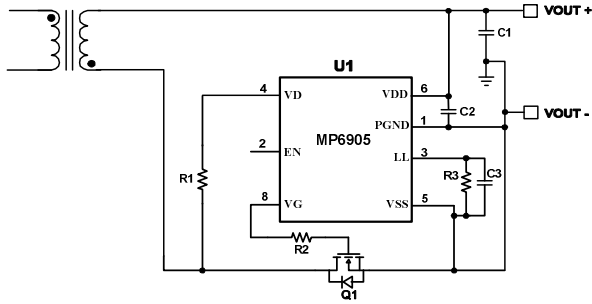 VOUT +
C1
U1
4
VD
VDD
6
C2
VOUT -
PGND
1
MP6905
2
EN
LL
3
R1
R3
C3
8
VG
VSS
5
R2
Q1